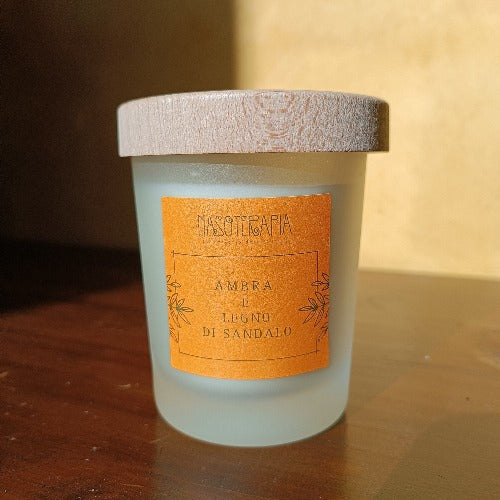 NASOTERAPIA
AMBRA
E
LEGNO
DI SANDALO